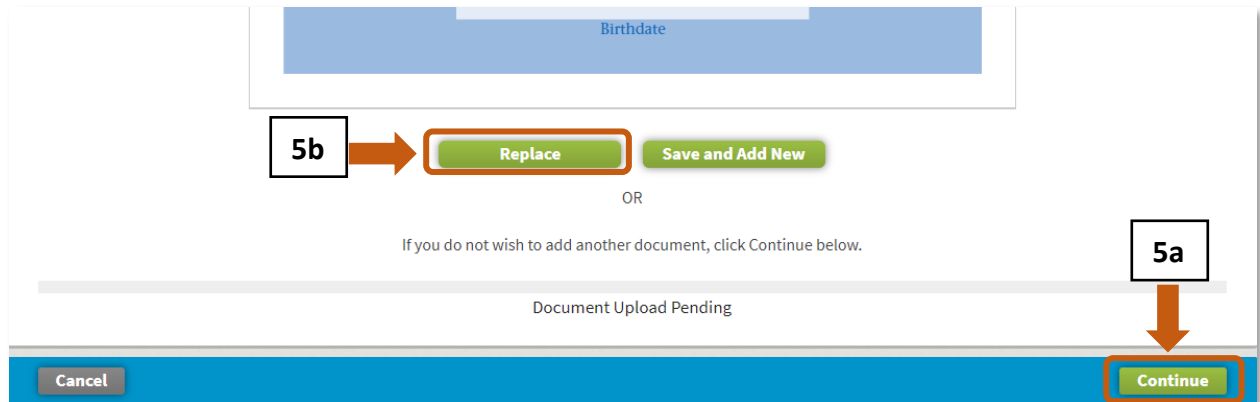 Birthdate
5b
Replace
Save and Add New
OR
If you do not wish to add another document, click Continue below.
5a
Document Upload Pending
Cancel
Continue